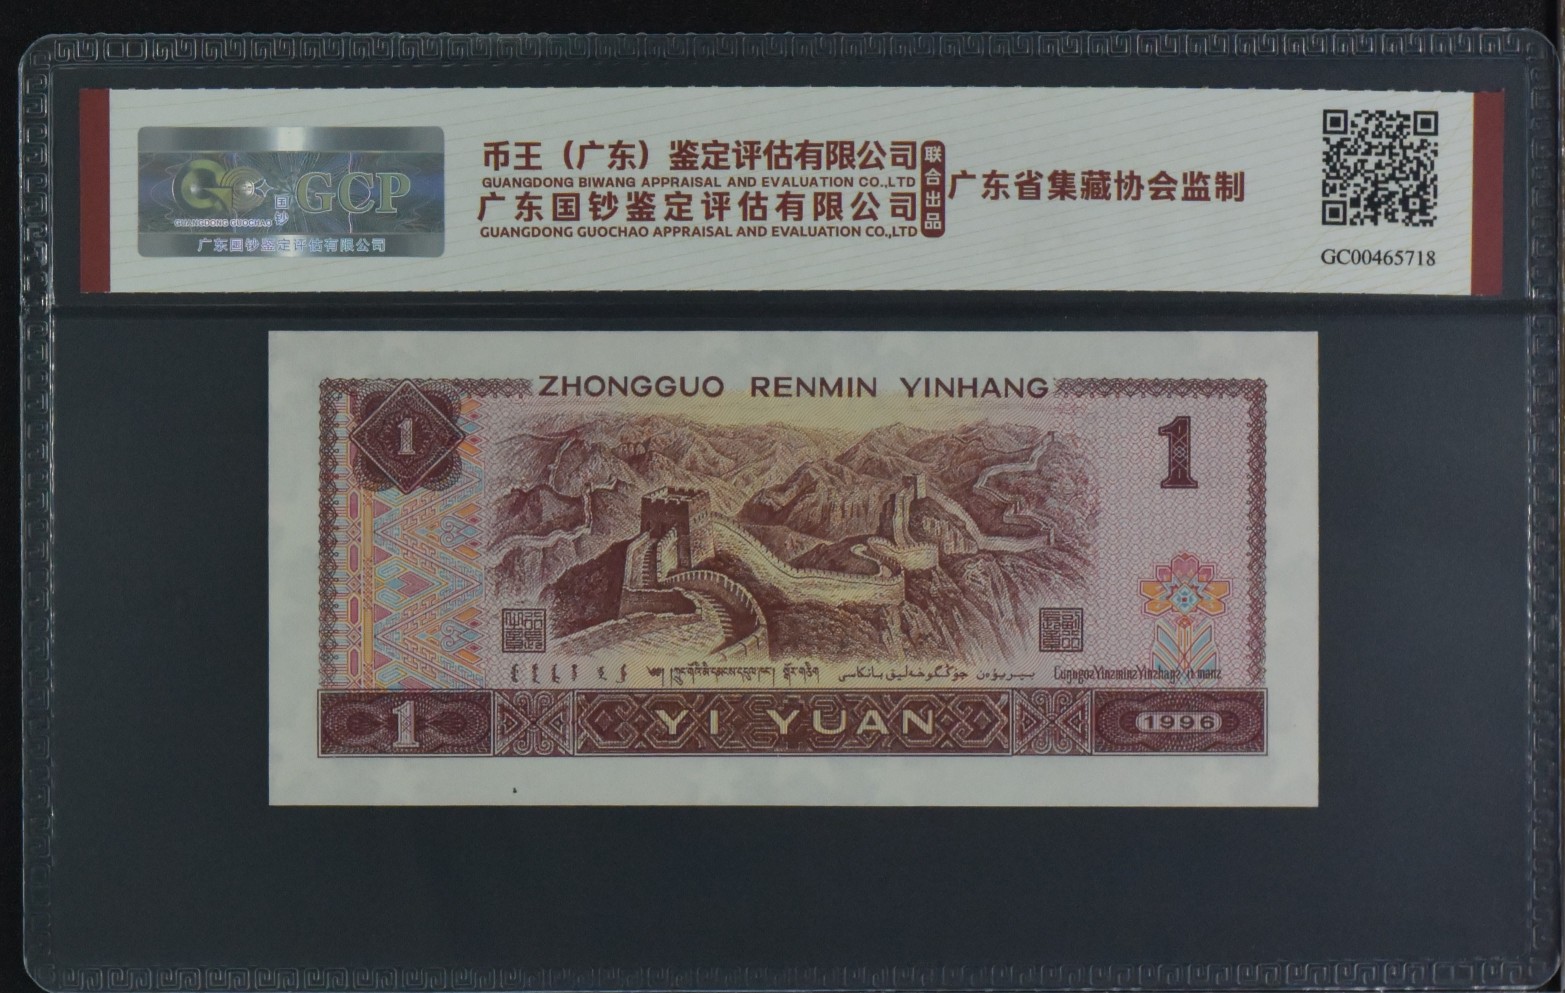 GCP
国钞
GUANGDONG GUOCHAO
广东国钞鉴定评估有限公司
币王（广东）鉴定评估有限公司
GUANGDONG BIWANG APPRAISAL AND EVALUATION CO.,LTD
广东国钞鉴定评估有限公司
GUANGDONG GUOCHAO APPRAISAL AND EVALUATION CO.,LTD
联合出品
广东省集藏协会监制
GC00465718
ZHONGGUO RENMIN YINHANG
1
1
1
YI YUAN
1996